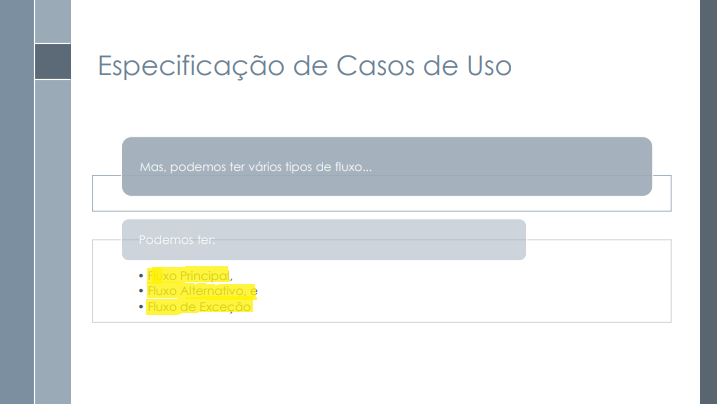 Especificação de Casos de Uso
Mas, podemos ter vários tipos de fluxo...
Podemos ter:
• Fluxo Principal,
• Fluxo Alternativo, e
• Fluxo de Exceção